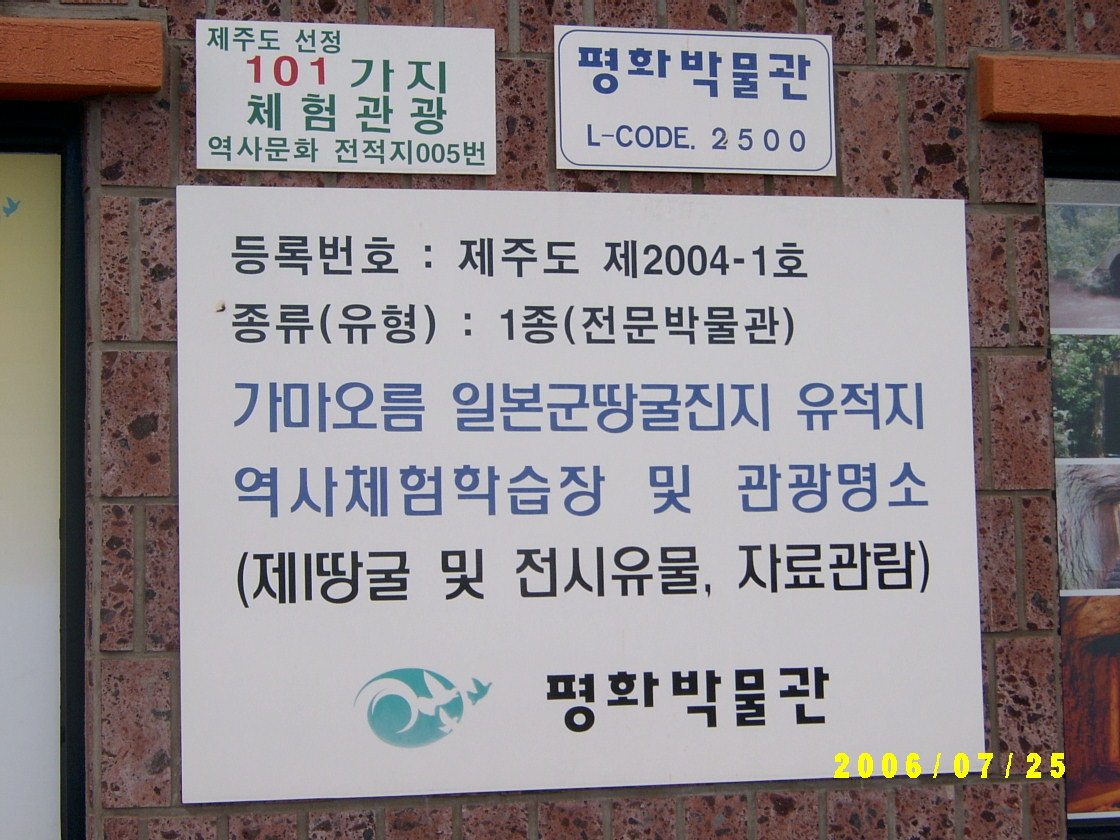 제주도 선정
101 가지
체험관광
역사문화 전적지005번
평화박물관
L-CODE. 2500
등록번호 : 제주도 제2004-1호
종류(유형) : 1종(전문박물관)
가마오름 일본군땅굴진지 유적지
역사체험학습장 및 관광명소
(제1땅굴 및 전시유물, 자료관람)
평화박물관
2006/07/25